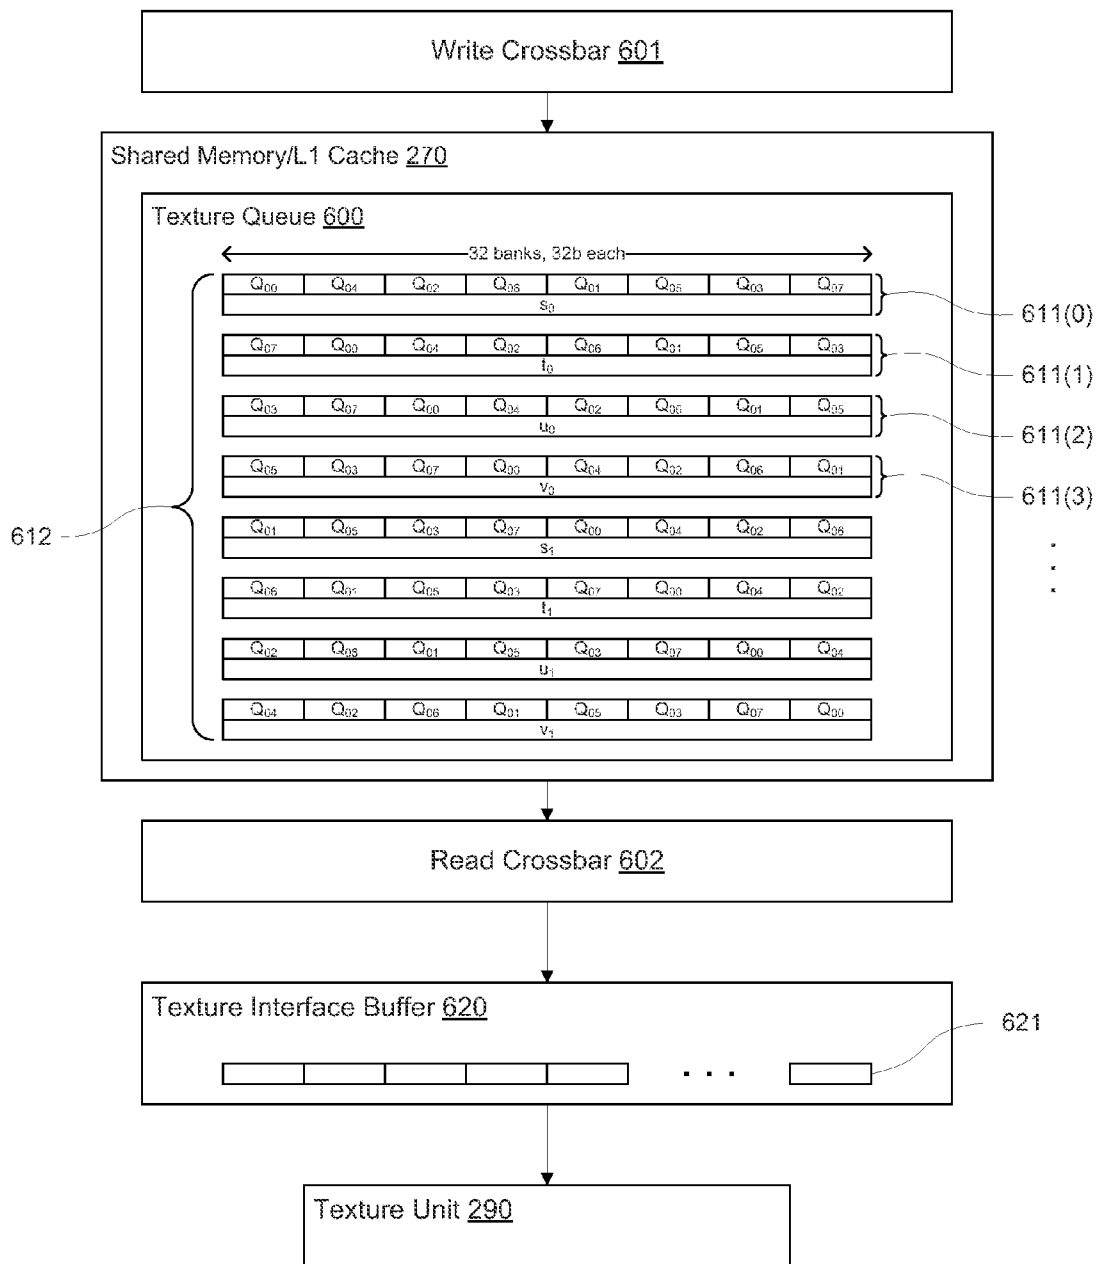 Write Crossbar 601
Shared Memory/L1 Cache 270
Texture Queue 600
32 banks, 32b each
Q00 Q04 Q02 Q06 Q01 Q05 Q03 Q07
s0
611(0)
Q07 Q00 Q04 Q02 Q06 Q01 Q05 Q03
t0
611(1)
Q03 Q07 Q00 Q04 Q02 Q06 Q01 Q05
u0
611(2)
Q05 Q03 Q07 Q00 Q04 Q02 Q06 Q01
v0
611(3)
612
Q01 Q05 Q03 Q07 Q00 Q04 Q02 Q06
s1
Q06 Q01 Q05 Q03 Q07 Q00 Q04 Q02
t1
Q02 Q06 Q01 Q05 Q03 Q07 Q00 Q04
u1
Q04 Q02 Q06 Q01 Q05 Q03 Q07 Q00
v1
Read Crossbar 602
Texture Interface Buffer 620
621
Texture Unit 290